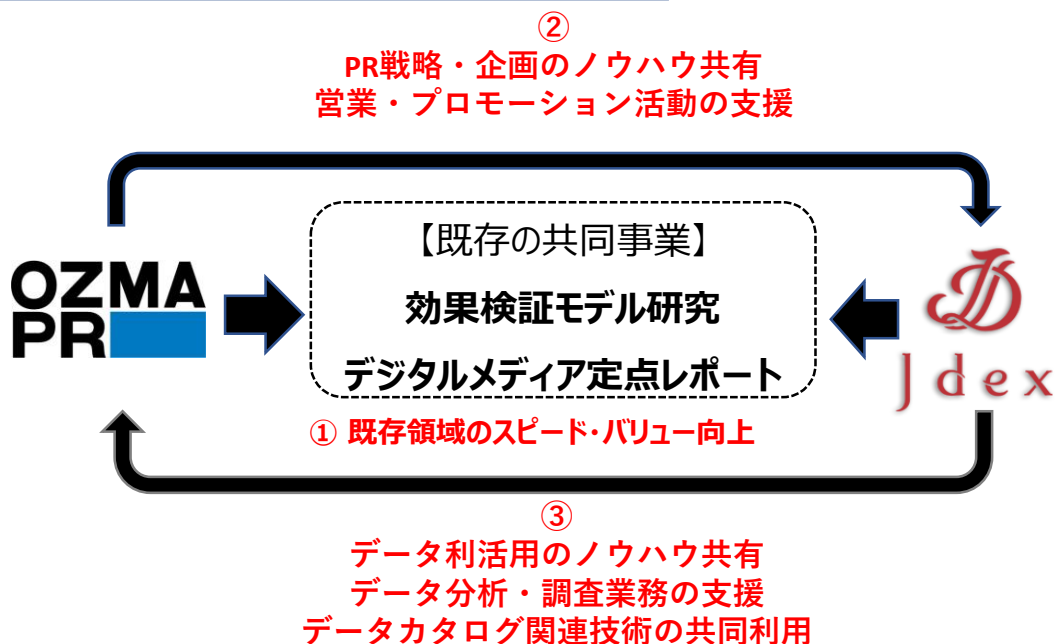 ②
PR戦略・企画のノウハウ共有
営業・プロモーション活動の支援
OZMA
PR
【既存の共同事業】
効果検証モデル研究
デジタルメディア定点レポート
Jdex
① 既存領域のスピード・バリュー向上
③
データ利活用のノウハウ共有
データ分析・調査業務の支援
データカタログ関連技術の共同利用